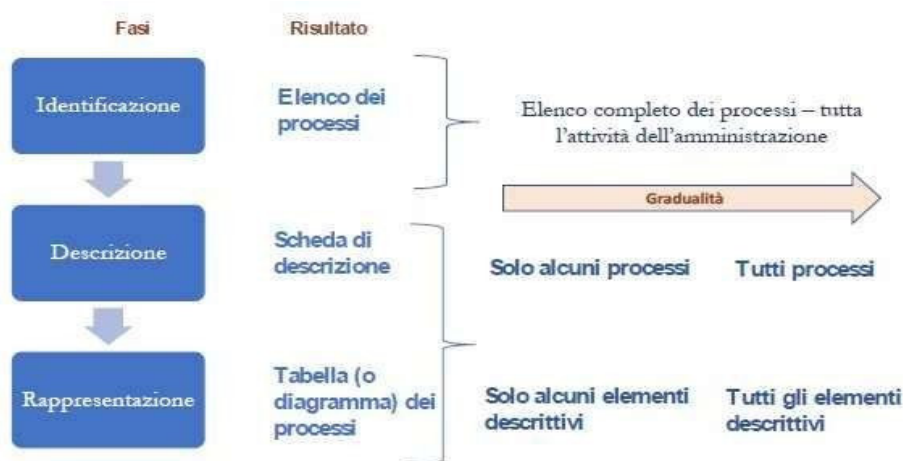 Fasi
Risultato
Identificazione
Elenco dei
processi
Elenco completo dei processi – tutta
l'attività dell'amministrazione
Gradualità
Descrizione
Scheda di
descrizione
Solo alcuni processi
Tutti processi
Rappresentazione
Tabella (o
diagramma) dei
processi
Solo alcuni elementi
descrittivi
Tutti gli elementi
descrittivi